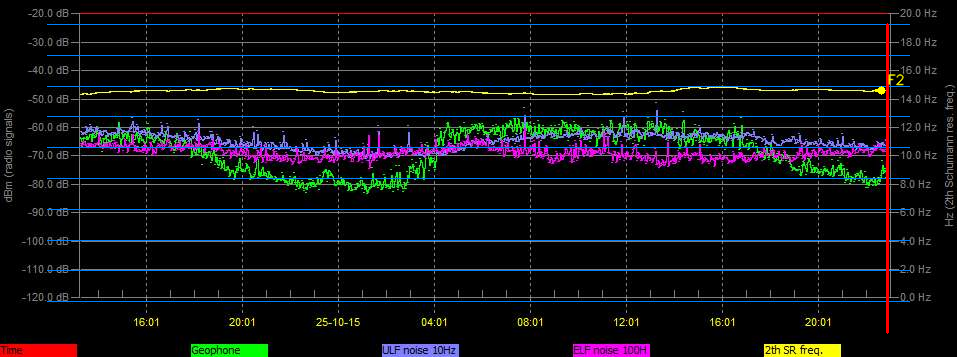 -20.0 dB 20.0 Hz
-30.0 dB 18.0 Hz
-40.0 dB 16.0 Hz
F2
-50.0 dB 14.0 Hz
-60.0 dB 12.0 Hz
-70.0 dB 10.0 Hz
-80.0 dB 8.0 Hz
-90.0 dB 6.0 Hz
-100.0 dB 4.0 Hz
-110.0 dB 2.0 Hz
-120.0 dB 0.0 Hz
dBm (radio signals)
Hz (2th Schumann res. freq.)
16:01 20:01 25-10-15 04:01 08:01 12:01 16:01 20:01
Time Geophone ULF noise 10Hz ELF noise 100H 2th SR freq.